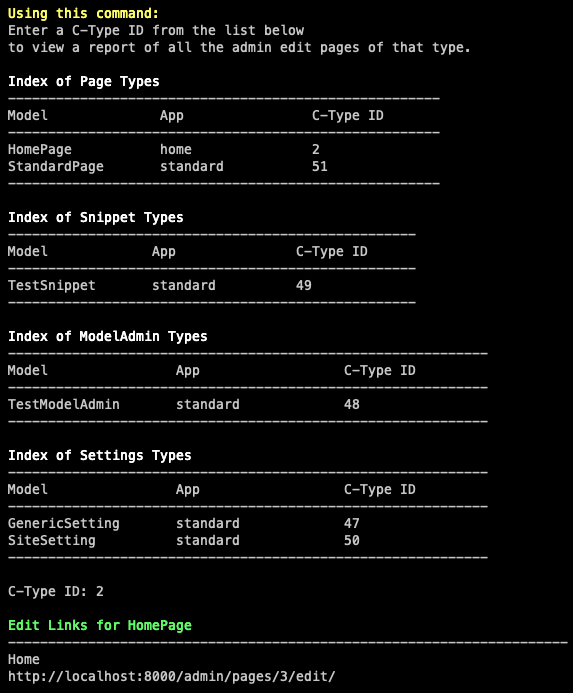 Using this command:
Enter a C-Type ID from the list below
to view a report of all the admin edit pages of that type.
Index of Page Types
Model App C-Type ID
HomePage home 2
StandardPage standard 51
Index of Snippet Types
Model App C-Type ID
TestSnippet standard 49
Index of ModelAdmin Types
Model App C-Type ID
TestModelAdmin standard 48
Index of Settings Types
Model App C-Type ID
GenericSetting standard 47
SiteSetting standard 50
C-Type ID: 2
Edit Links for HomePage
Home
http://localhost:8000/admin/pages/3/edit/